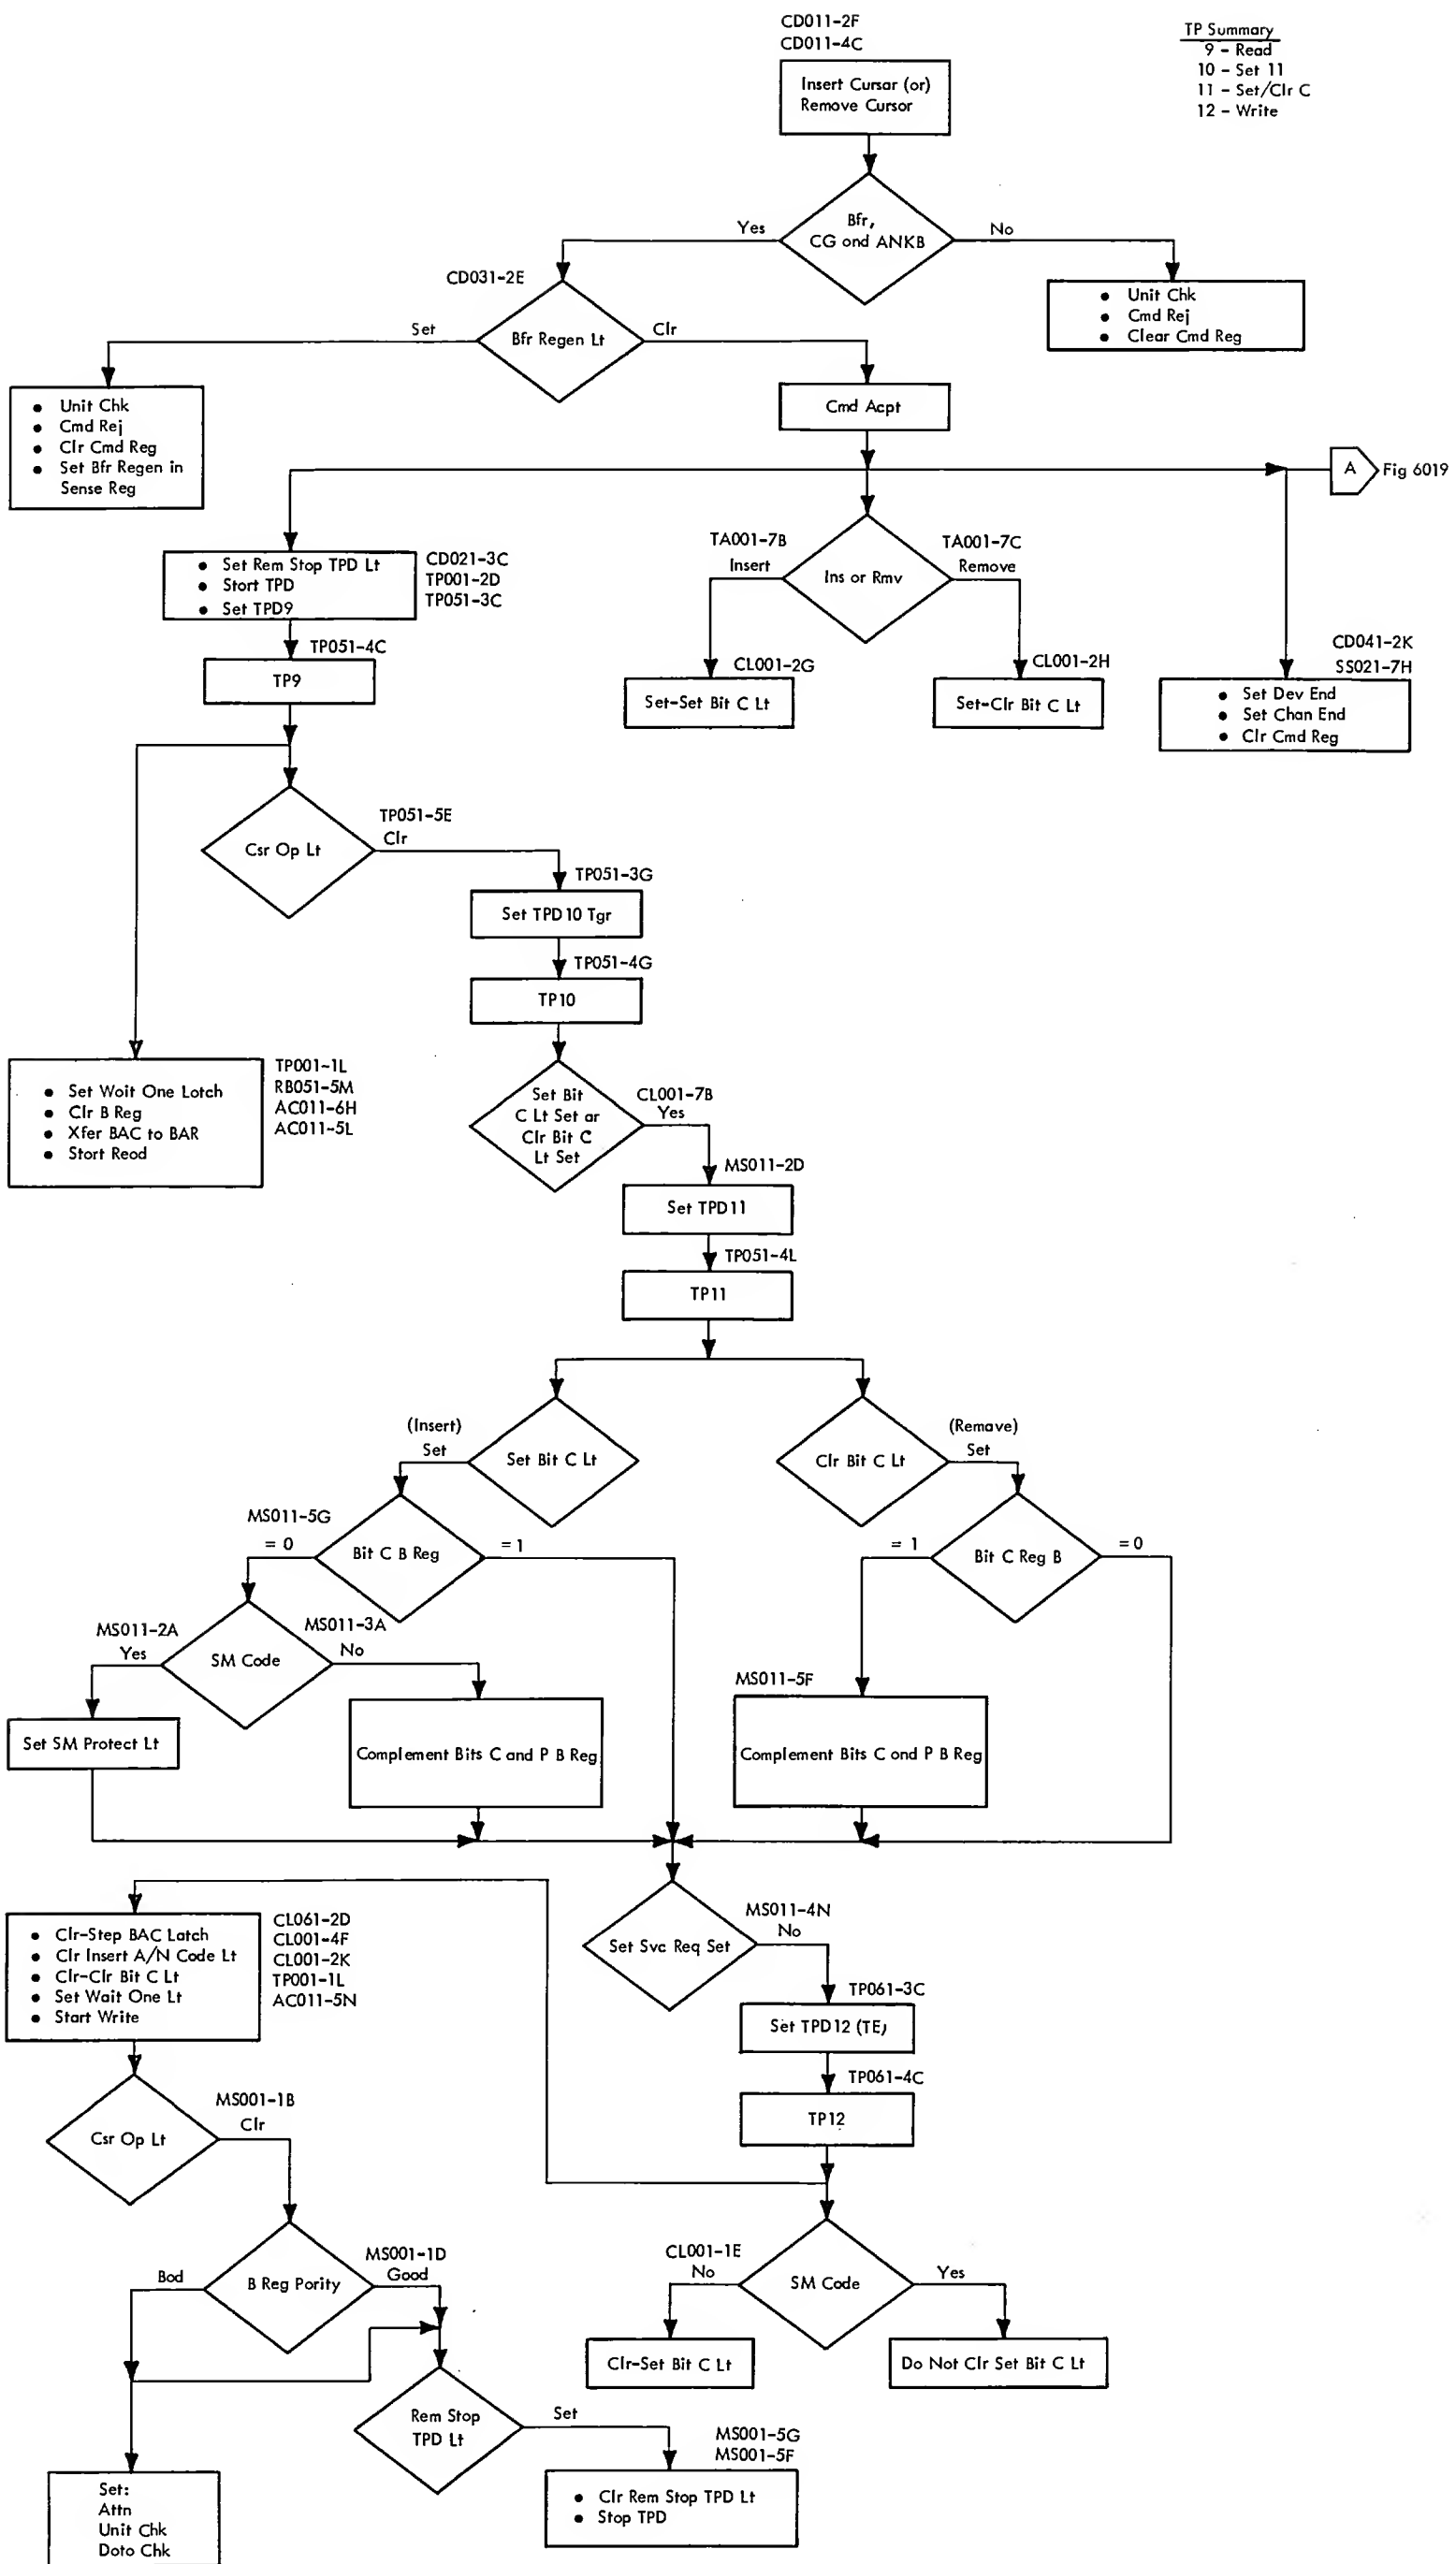 CD011-2F
CD011-4C
TP Summary
9 - Read
10 - Set 11
11 - Set/Clr C
12 - Write
Insert Cursar (or)
Remove Cursor
Bfr,
CG ond ANKB
Yes
No
CD031-2E
• Unit Chk
• Cmd Rej
• Clear Cmd Reg
Set
Bfr Regen Lt
Clr
• Unit Chk
• Cmd Rej
• Clr Cmd Reg
• Set Bfr Regen in
Sense Reg
Cmd Acpt
A
Fig 6019
• Set Rem Stop TPD Lt
• Stort TPD
• Set TPD9
CD021-3C
TP001-2D
TP051-3C
TA001-7B
Insert
Ins or Rmv
TA001-7C
Remove
TP051-4C
TP9
CL001-2G
Set-Set Bit C Lt
CL001-2H
Set-Clr Bit C Lt
CD041-2K
SS021-7H
• Set Dev End
• Set Chan End
• Clr Cmd Reg
Csr Op Lt
TP051-5E
Clr
TP051-3G
Set TPD10 Tgr
TP051-4G
TP10
• Set Woit One Lotch
• Clr B Reg
• Xfer BAC to BAR
• Stort Reod
TP001-1L
RB051-5M
AC011-6H
AC011-5L
Set Bit
C Lt Set ar
Clr Bit C
Lt Set
CL001-7B
Yes
MS011-2D
Set TPD11
TP051-4L
TP11
(Insert)
Set
Set Bit C Lt
Clr Bit C Lt
(Remove)
Set
MS011-5G
= 0
Bit C B Reg
= 1
= 1
Bit C Reg B
= 0
MS011-2A
Yes
SM Code
MS011-3A
No
MS011-5F
Set SM Protect Lt
Complement Bits C and P B Reg
Complement Bits C ond P B Reg
• Clr-Step BAC Latch
• Clr Insert A/N Code Lt
• Clr-Clr Bit C Lt
• Set Wait One Lt
• Start Write
CL061-2D
CL001-4F
CL001-2K
TP001-1L
AC011-5N
Set Svc Req Set
MS011-4N
No
TP061-3C
Set TPD12 (TE)
TP061-4C
TP12
Csr Op Lt
MS001-1B
Clr
Bod
B Reg Pority
MS001-1D
Good
CL001-1E
No
SM Code
Yes
Clr-Set Bit C Lt
Do Not Clr Set Bit C Lt
Rem Stop
TPD Lt
Set
MS001-5G
MS001-5F
• Clr Rem Stop TPD Lt
• Stop TPD
Set:
Attn
Unit Chk
Doto Chk